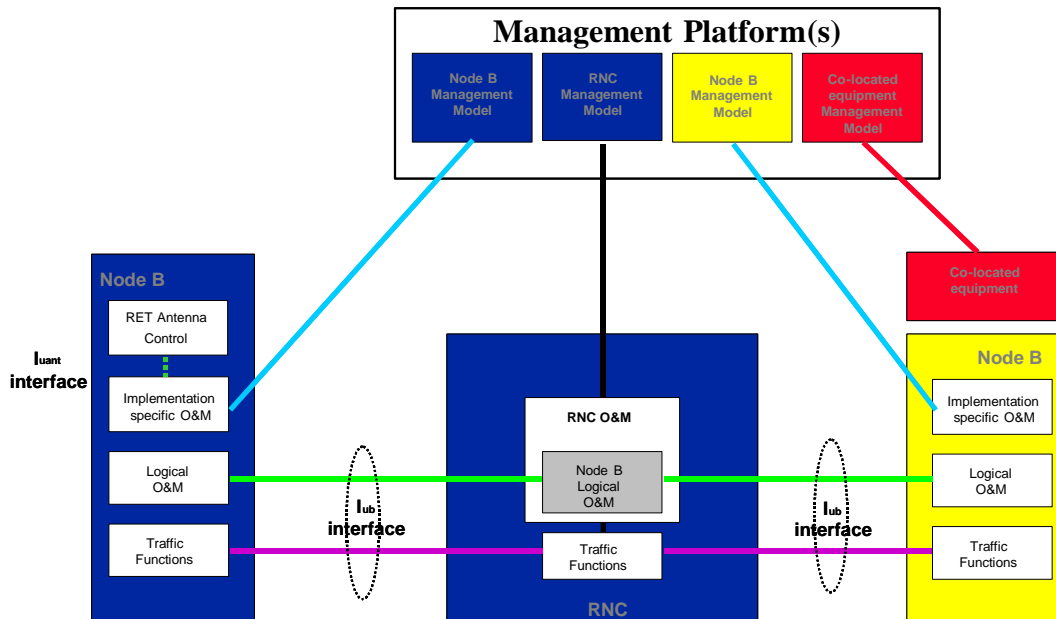 Management Platform(s)
Node B
Management
Model
RNC
Management
Model
Node B
Management
Model
Co-located
equipment
Management
Model
Node B
RET Antenna
Control
Iuant
interface
Implementation
specific O&M
Logical
O&M
Traffic
Functions
Iub
interface
RNC O&M
Node B
Logical
O&M
Traffic
Functions
RNC
Iub
interface
Co-located
equipment
Node B
Implementation
specific O&M
Logical
O&M
Traffic
Functions